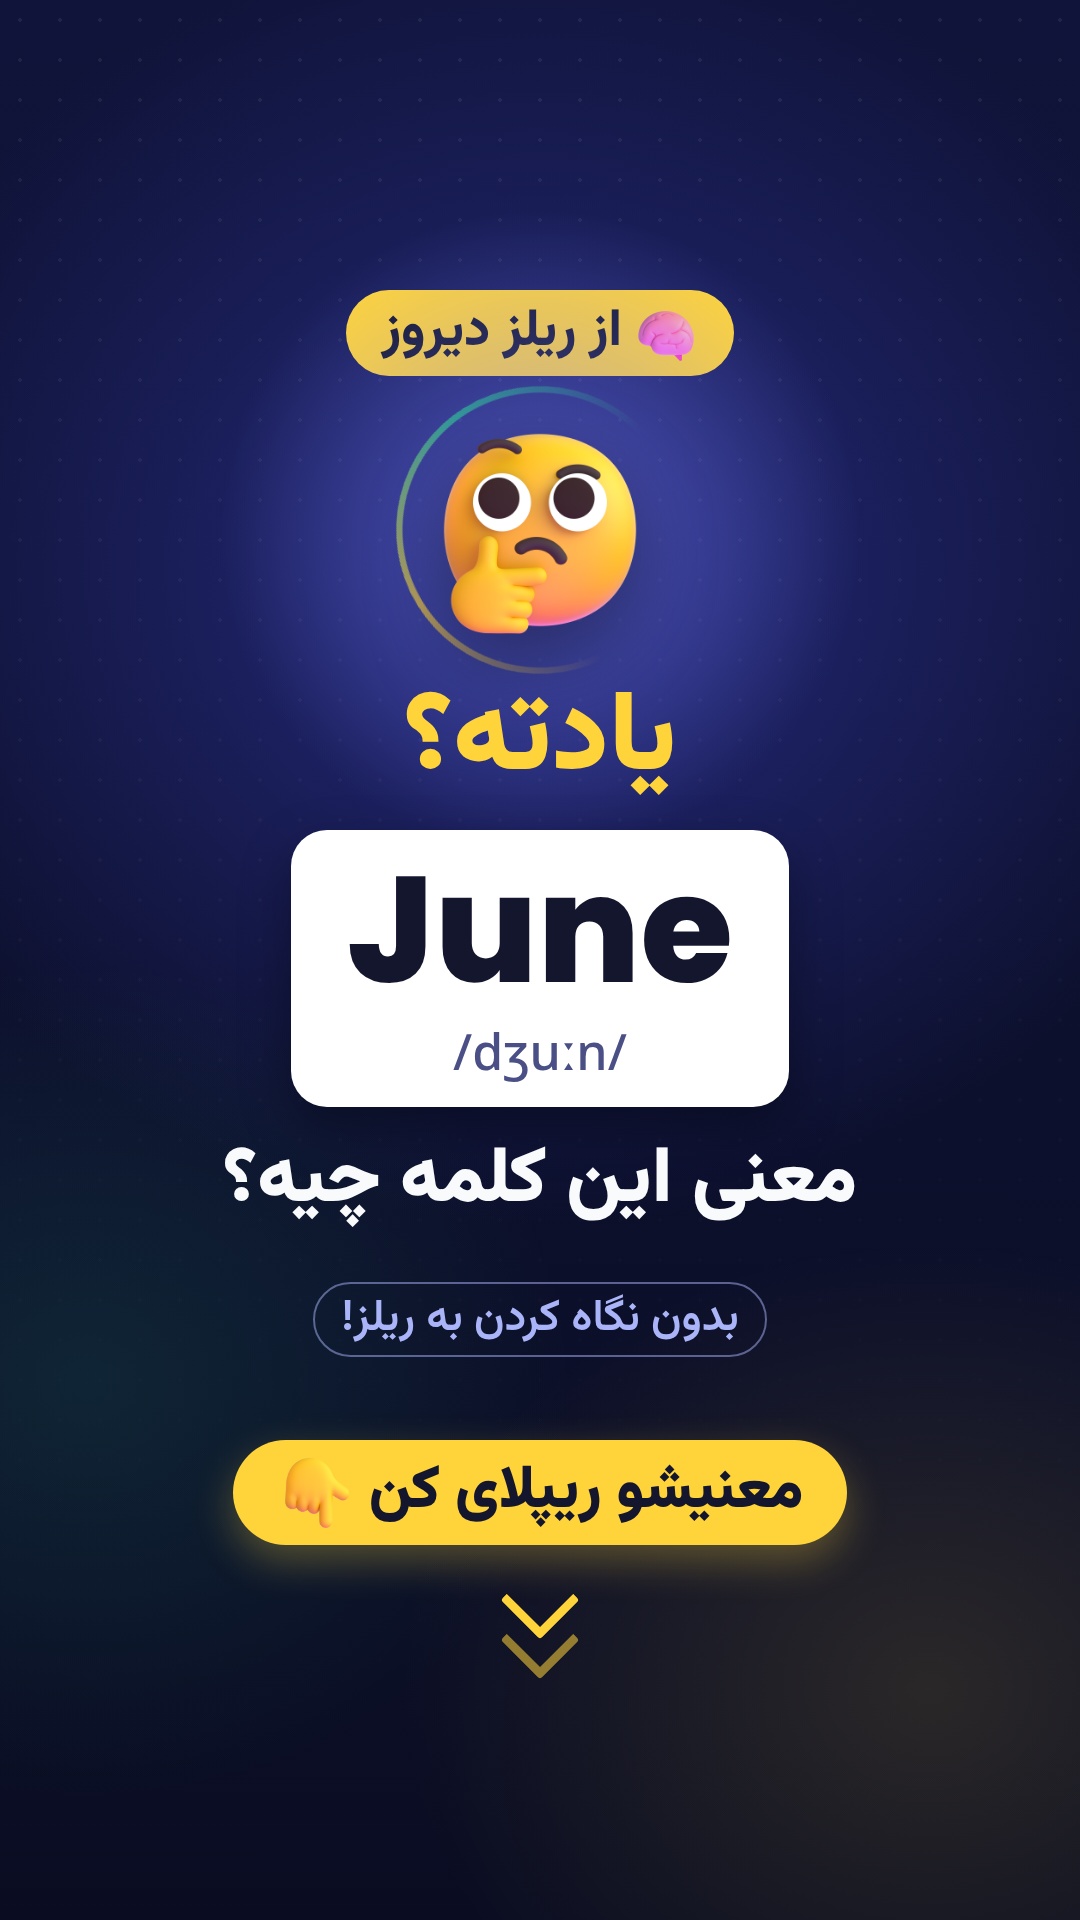 🧠 از ریلز دیروز
یادته؟
June
/dʒuːn/
معنی این کلمه چیه؟
بدون نگاه کردن به ریلز!
معنیشو ریپلای کن 👇